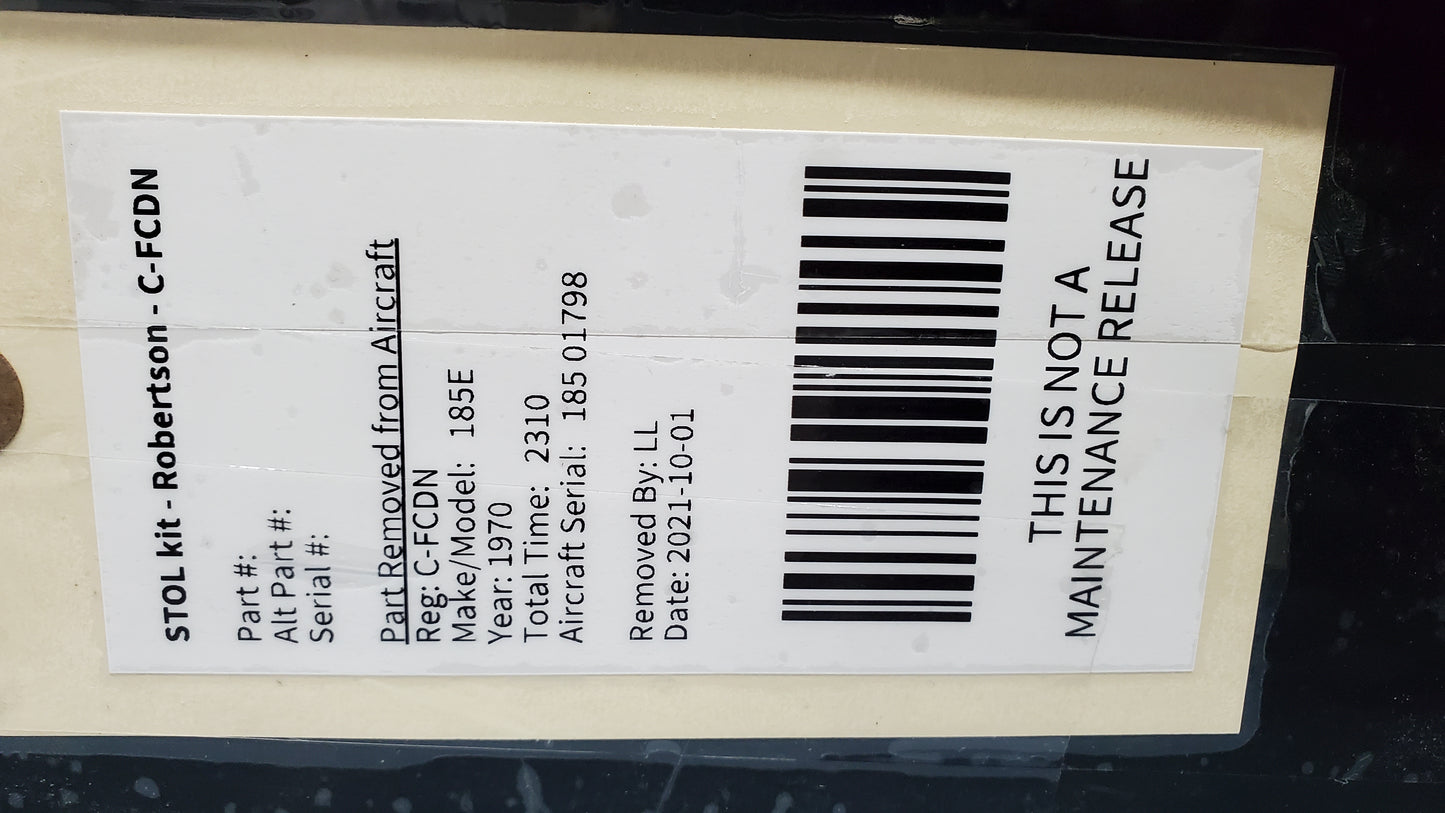 STOL kit - Robertson - C-FCDN
Part #:
Alt Part #:
Serial #:
Part Removed from Aircraft
Reg: C-FCDN
Make/Model: 185E
Year: 1970
Total Time: 2310
Aircraft Serial: 185 01798
Removed By: LL
Date: 2021-10-01
THIS IS NOT A
MAINTENANCE RELEASE